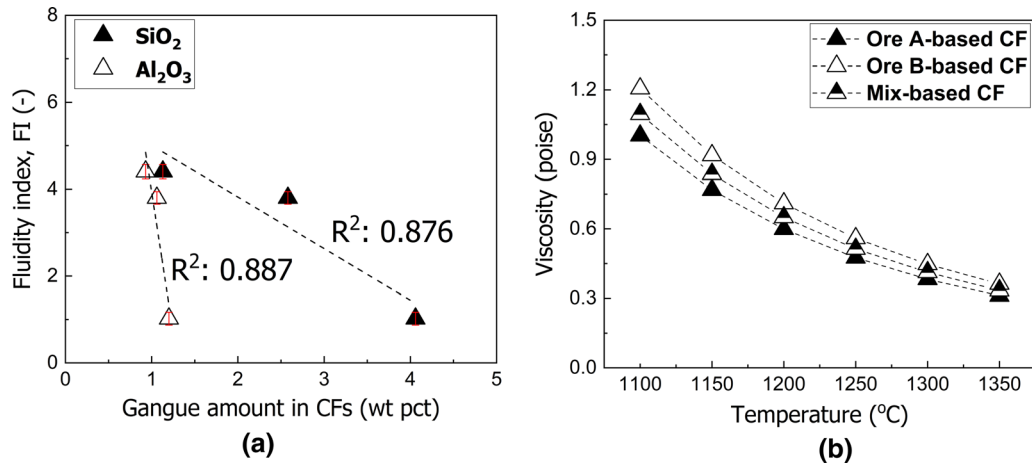 SiO₂
Al₂O₃
Fluidity index, FI (-)
8
6
4
2
0
R²: 0.876
R²: 0.887
0 1 2 3 4 5
Gangue amount in CFs (wt pct)
(a)
Ore A-based CF
Ore B-based CF
Mix-based CF
Viscosity (poise)
1.5
1.2
0.9
0.6
0.3
0.0
1100 1150 1200 1250 1300 1350
Temperature (°C)
(b)